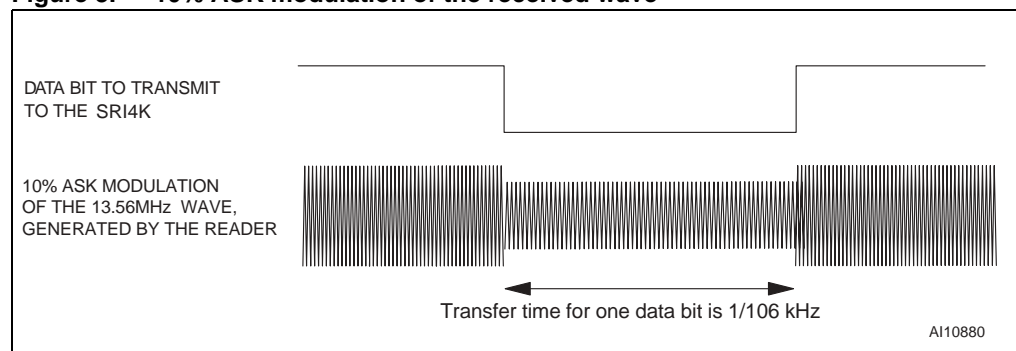 Figure 3. 10% ASK modulation of the received wave
DATA BIT TO TRANSMIT
TO THE SRI4K
10% ASK MODULATION
OF THE 13.56MHz WAVE,
GENERATED BY THE READER
Transfer time for one data bit is 1/106 kHz
AI10880